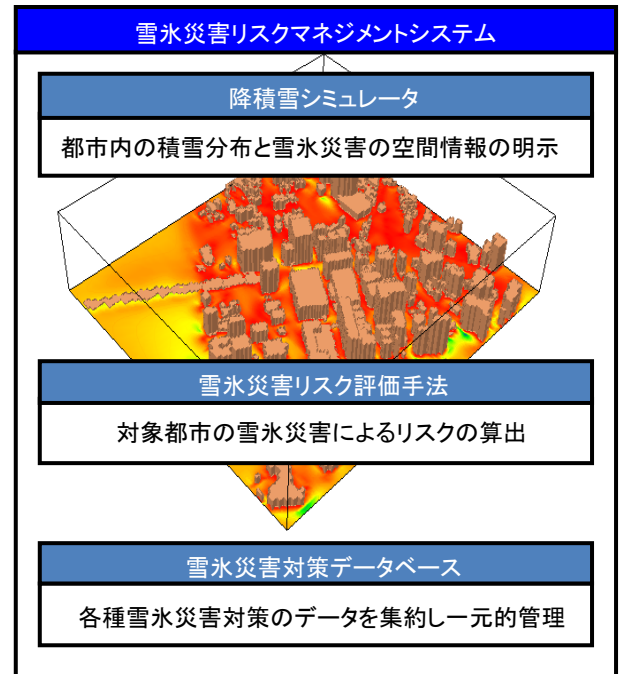 雪氷災害リスクマネジメントシステム
降積雪シミュレータ
都市内の積雪分布と雪氷災害の空間情報の明示
雪氷災害リスク評価手法
対象都市の雪氷災害によるリスクの算出
雪氷災害対策データベース
各種雪氷災害対策のデータを集約し一元的管理